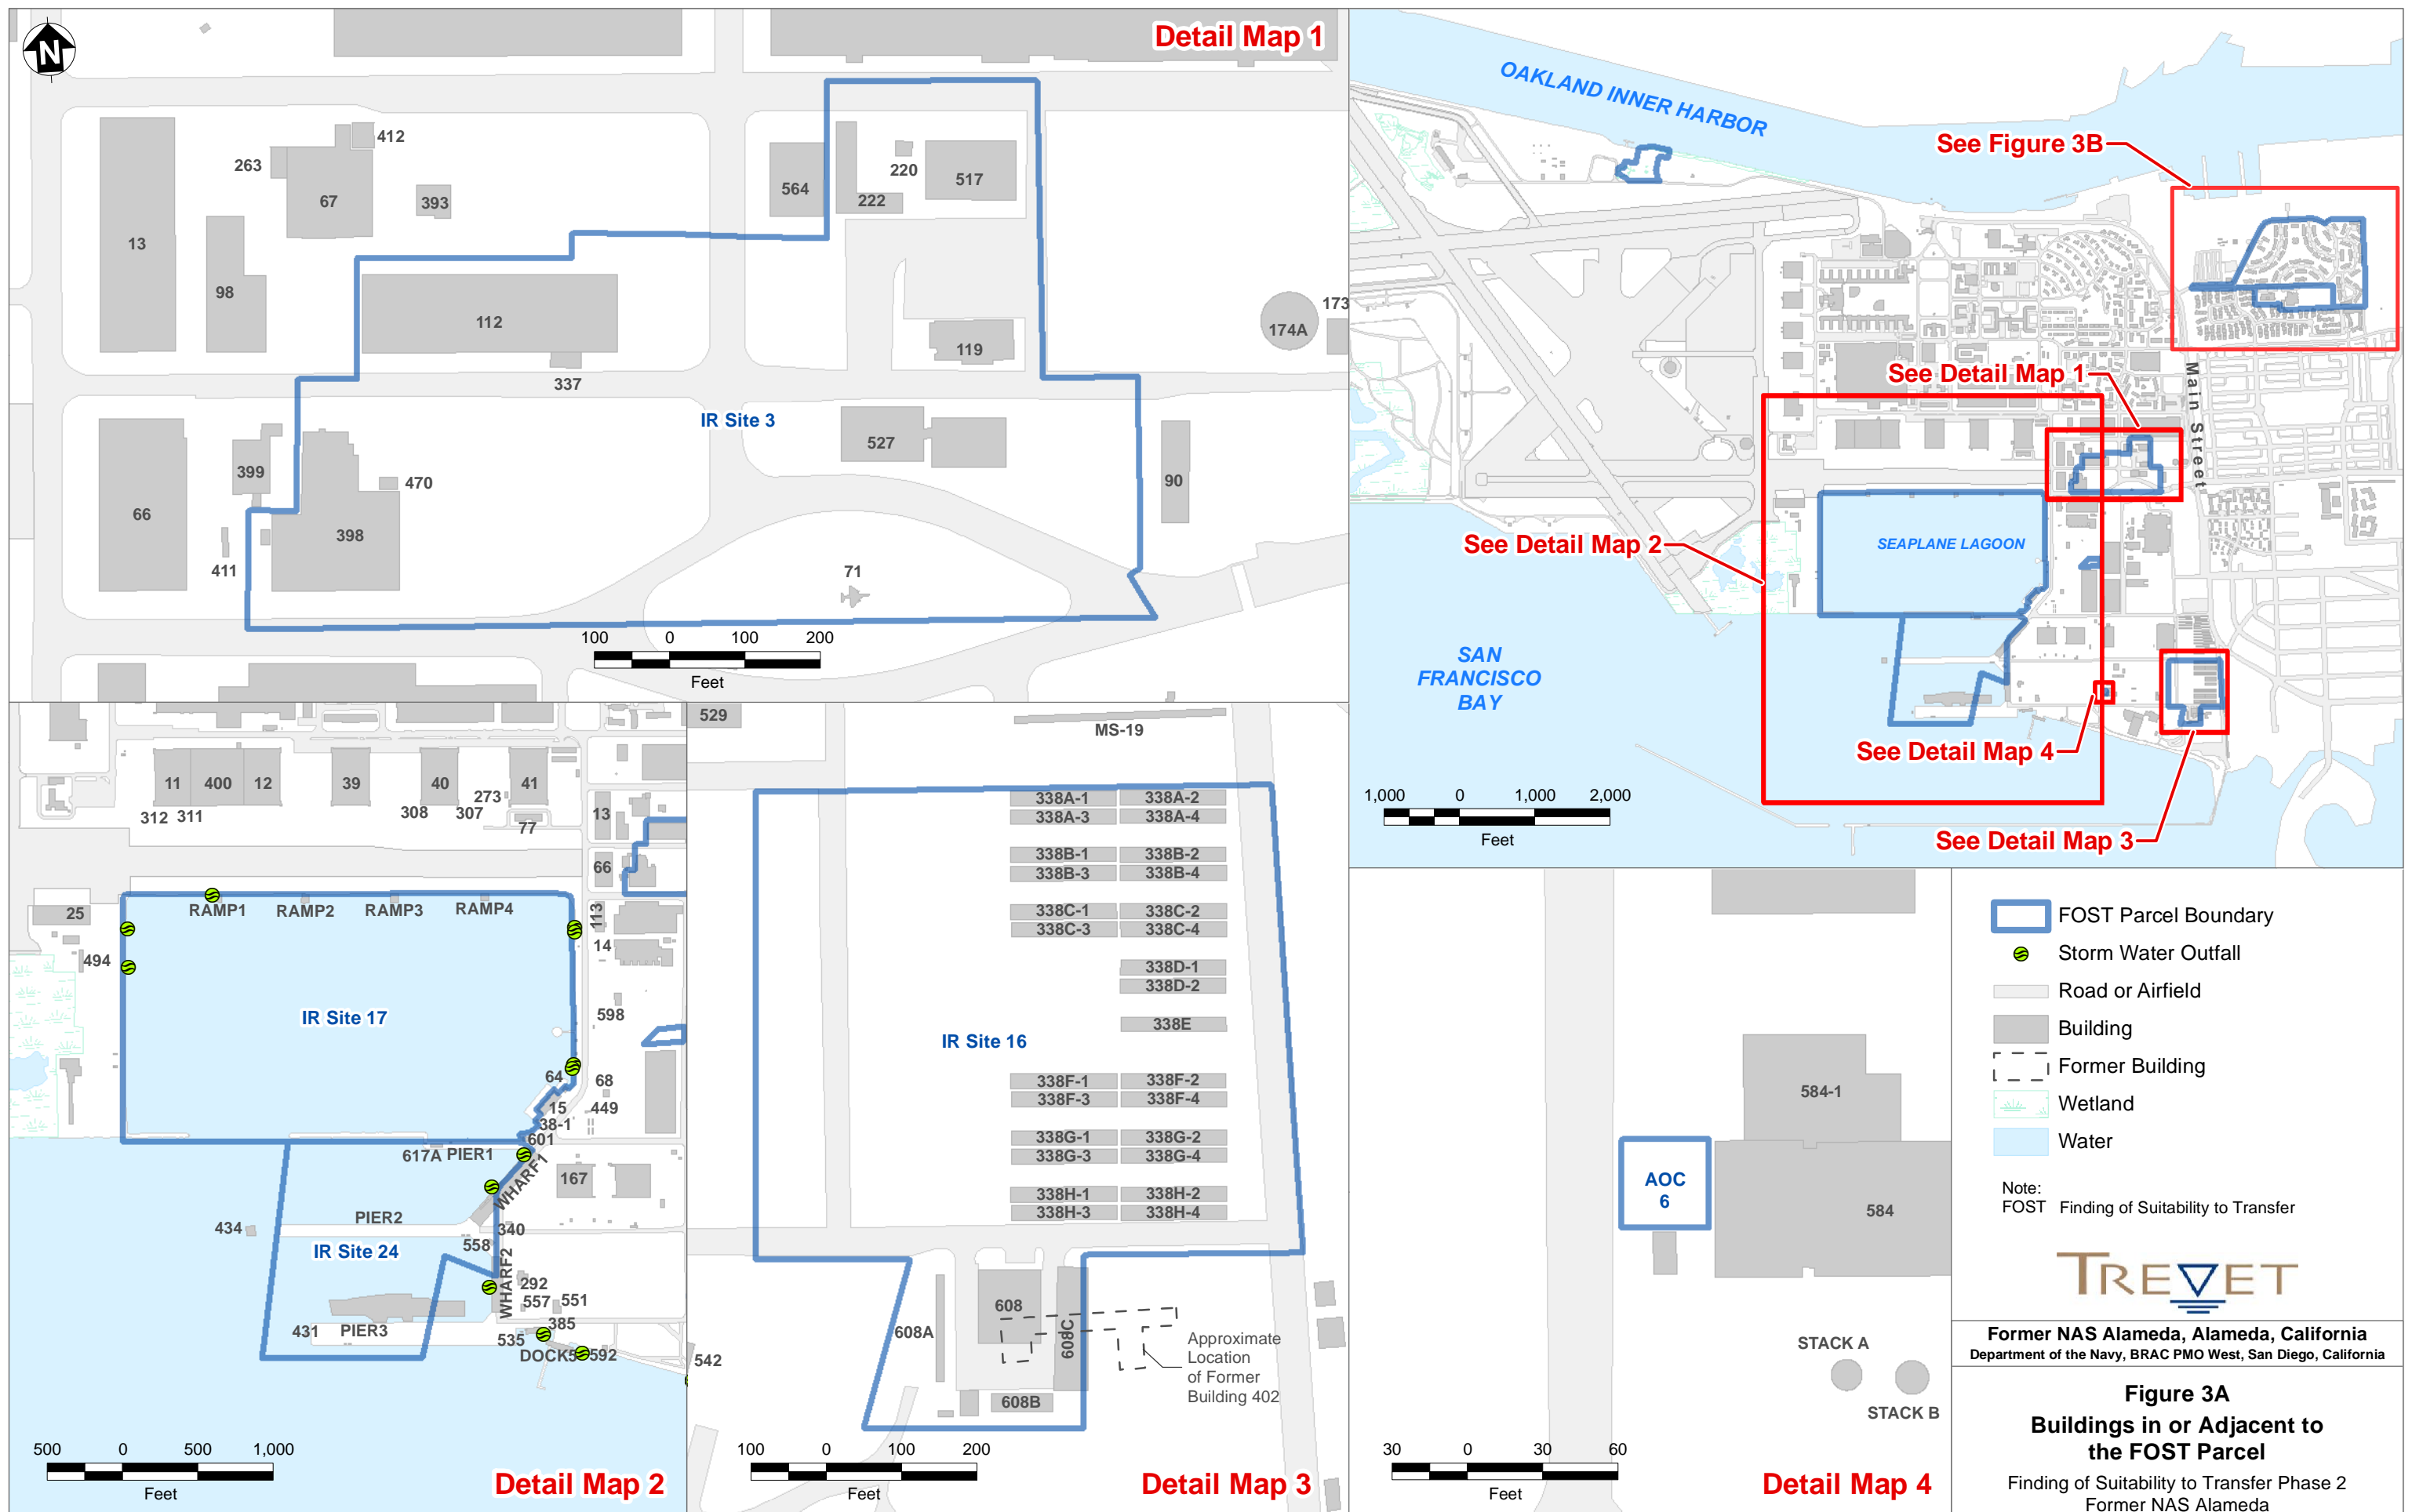 N
Detail Map 1
412
263
67
393
13
98
564
220
222
517
112
337
119
174A
173
IR Site 3
66
399
470
398
411
527
90
71
100 0 100 200
Feet
OAKLAND INNER HARBOR
See Figure 3B
See Detail Map 1
Main Street
See Detail Map 2
SEAPLANE LAGOON
SAN
FRANCISCO
BAY
See Detail Map 4
See Detail Map 3
1,000 0 1,000 2,000
Feet
11 400 12 39 40 41
312 311 308 307 273
77
13
66
25
RAMP1 RAMP2 RAMP3 RAMP4
113
14
494
IR Site 17
598
64
68
15
449
38-1
601
617A PIER1
WHARF1
167
PIER2
434
340
IR Site 24
558
WHARF2
292
557 551
431 PIER3
385
535
DOCK5 592
542
500 0 500 1,000
Feet
Detail Map 2
529
MS-19
338A-1 338A-2
338A-3 338A-4
338B-1 338B-2
338B-3 338B-4
338C-1 338C-2
338C-3 338C-4
338D-1
338D-2
338E
IR Site 16
338F-1 338F-2
338F-3 338F-4
338G-1 338G-2
338G-3 338G-4
338H-1 338H-2
338H-3 338H-4
608
608A
608C
608B
Approximate
Location
of Former
Building 402
100 0 100 200
Feet
Detail Map 3
584-1
AOC
6
584
STACK A
STACK B
30 0 30 60
Feet
Detail Map 4
FOST Parcel Boundary
Storm Water Outfall
Road or Airfield
Building
Former Building
Wetland
Water
Note:
FOST Finding of Suitability to Transfer
TREVET
Former NAS Alameda, Alameda, California
Department of the Navy, BRAC PMO West, San Diego, California
Figure 3A
Buildings in or Adjacent to
the FOST Parcel
Finding of Suitability to Transfer Phase 2
Former NAS Alameda